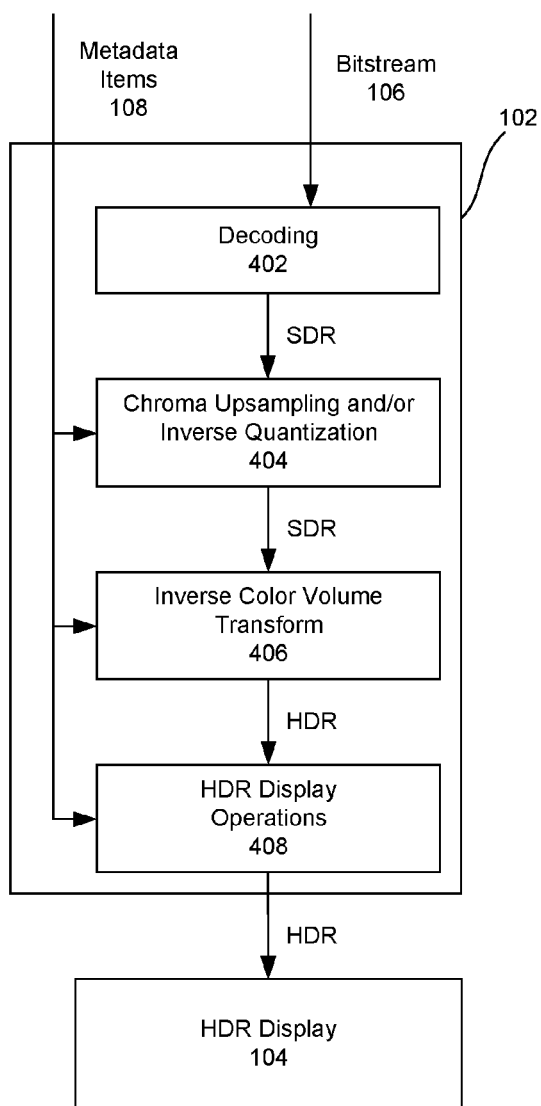 Metadata
Items
108
Bitstream
106
102
Decoding
402
SDR
Chroma Upsampling and/or
Inverse Quantization
404
SDR
Inverse Color Volume
Transform
406
HDR
HDR Display
Operations
408
HDR
HDR Display
104